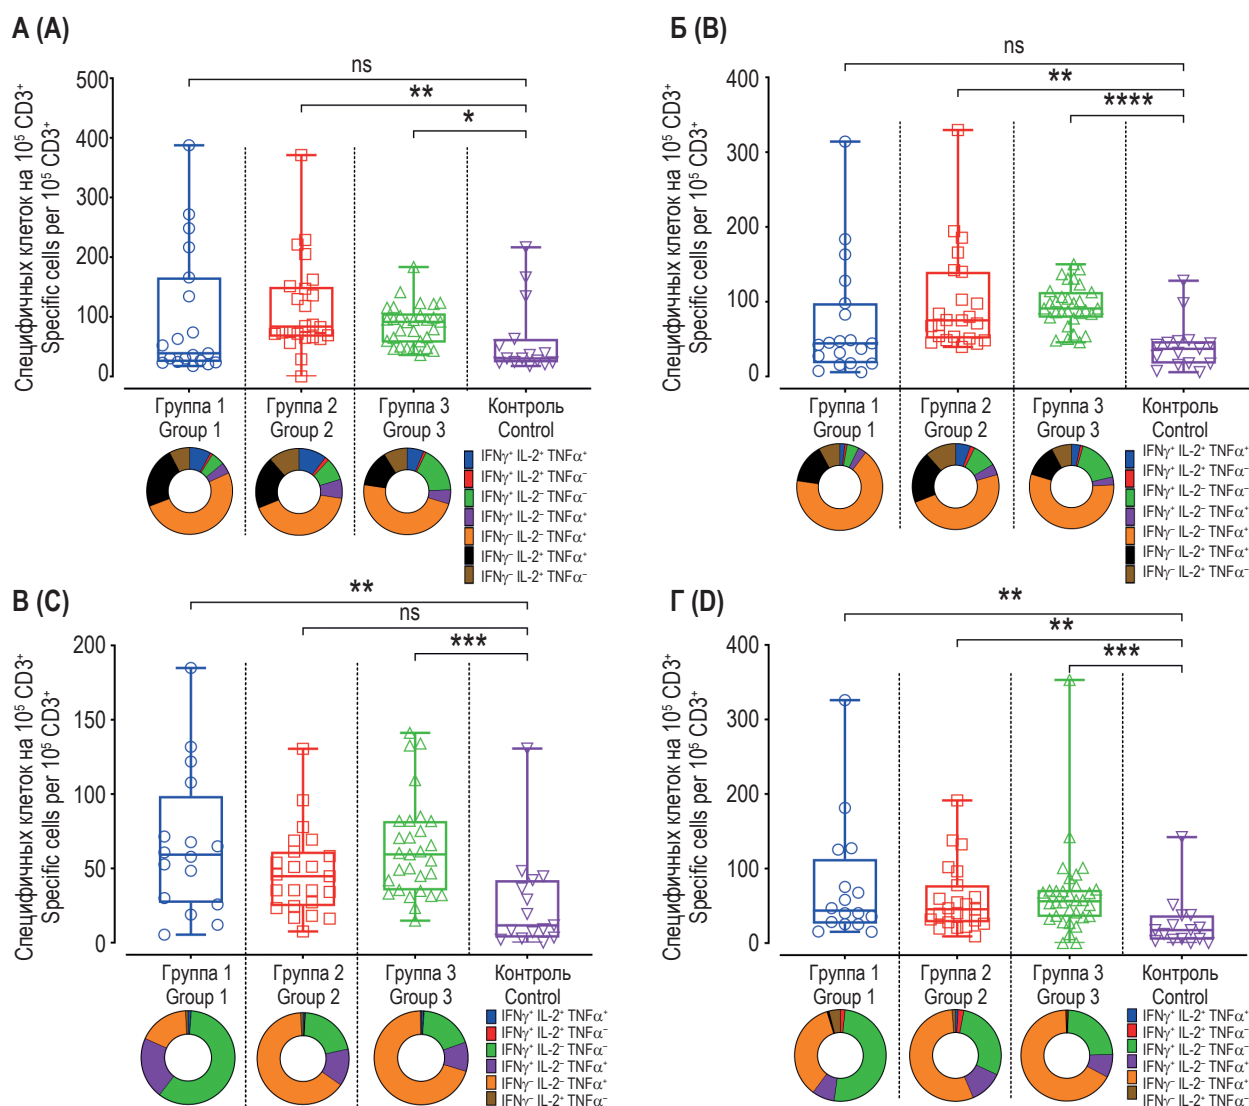 А (A)
Специфичных клеток на 10⁵ CD3⁺
Specific cells per 10⁵ CD3⁺
500
400
300
200
100
0
ns
**
*
Группа 1
Group 1
Группа 2
Group 2
Группа 3
Group 3
Контроль
Control
IFNγ⁺ IL-2⁺ TNFα⁺
IFNγ⁺ IL-2⁺ TNFα⁻
IFNγ⁺ IL-2⁻ TNFα⁻
IFNγ⁺ IL-2⁻ TNFα⁺
IFNγ⁻ IL-2⁻ TNFα⁺
IFNγ⁻ IL-2⁺ TNFα⁺
IFNγ⁻ IL-2⁺ TNFα⁻
Б (B)
Специфичных клеток на 10⁵ CD3⁺
Specific cells per 10⁵ CD3⁺
400
300
200
100
0
ns
**
****
Группа 1
Group 1
Группа 2
Group 2
Группа 3
Group 3
Контроль
Control
IFNγ⁺ IL-2⁺ TNFα⁺
IFNγ⁺ IL-2⁺ TNFα⁻
IFNγ⁺ IL-2⁻ TNFα⁻
IFNγ⁺ IL-2⁻ TNFα⁺
IFNγ⁻ IL-2⁻ TNFα⁺
IFNγ⁻ IL-2⁺ TNFα⁺
IFNγ⁻ IL-2⁺ TNFα⁻
В (C)
Специфичных клеток на 10⁵ CD3⁺
Specific cells per 10⁵ CD3⁺
200
150
100
50
0
**
ns
***
Группа 1
Group 1
Группа 2
Group 2
Группа 3
Group 3
Контроль
Control
IFNγ⁺ IL-2⁺ TNFα⁺
IFNγ⁺ IL-2⁺ TNFα⁻
IFNγ⁺ IL-2⁻ TNFα⁻
IFNγ⁺ IL-2⁻ TNFα⁺
IFNγ⁻ IL-2⁻ TNFα⁺
IFNγ⁻ IL-2⁺ TNFα⁻
Г (D)
Специфичных клеток на 10⁵ CD3⁺
Specific cells per 10⁵ CD3⁺
400
300
200
100
0
**
**
***
Группа 1
Group 1
Группа 2
Group 2
Группа 3
Group 3
Контроль
Control
IFNγ⁺ IL-2⁺ TNFα⁺
IFNγ⁺ IL-2⁺ TNFα⁻
IFNγ⁺ IL-2⁻ TNFα⁻
IFNγ⁺ IL-2⁻ TNFα⁺
IFNγ⁻ IL-2⁻ TNFα⁺
IFNγ⁻ IL-2⁺ TNFα⁻